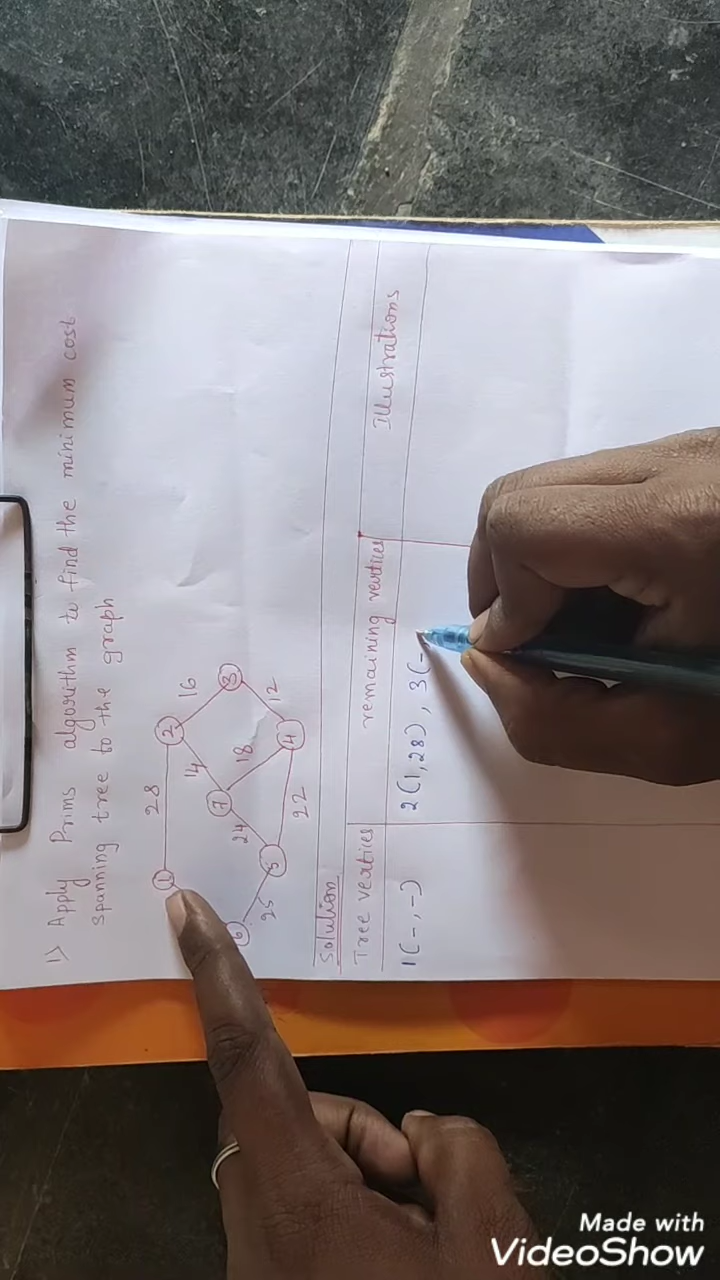 1) Apply Prims algorithm to find the minimum cost
spanning tree to the graph
28
16
14
18
12
24
22
25
1
2
3
4
5
6
7
Solution
Tree vertices remaining vertices Illustrations
1(-,-) 2(1,28), 3(-
Made with
VideoShow